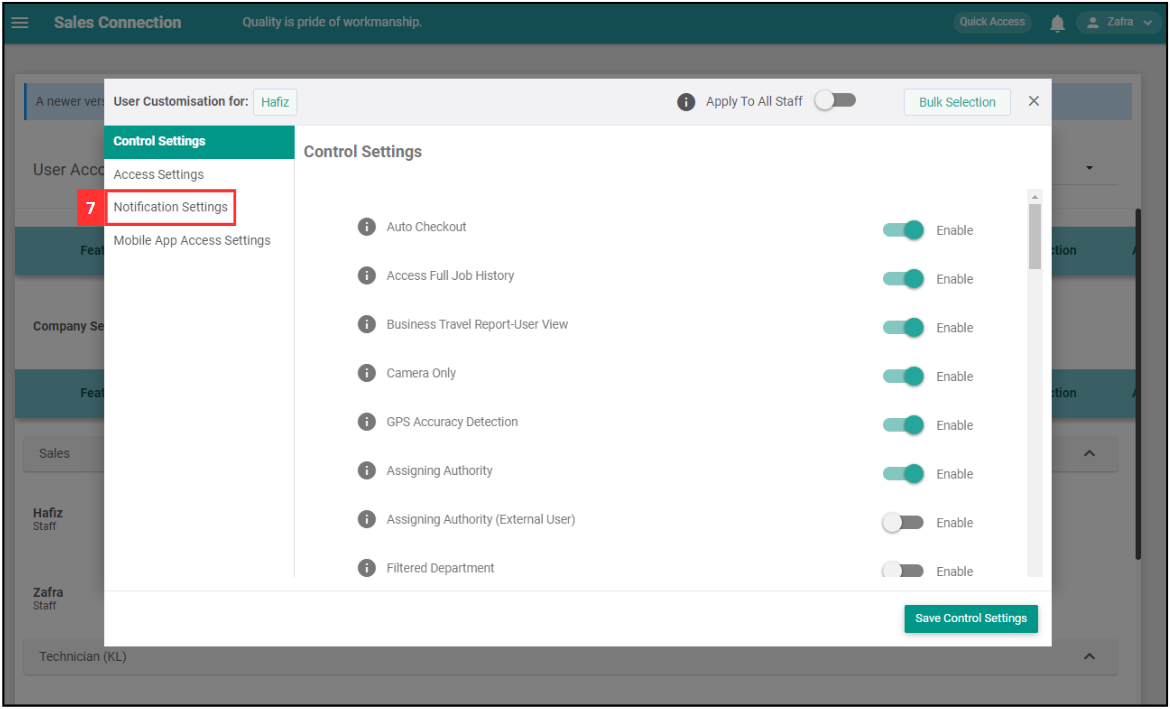 Sales Connection
Quality is pride of workmanship.
Quick Access
Zafra
A newer ver
User Customisation for: Hafiz
Apply To All Staff
Bulk Selection
Control Settings
Access Settings
7 Notification Settings
Mobile App Access Settings
Control Settings
Auto Checkout Enable
Access Full Job History Enable
Business Travel Report-User View Enable
Camera Only Enable
GPS Accuracy Detection Enable
Assigning Authority Enable
Assigning Authority (External User) Enable
Filtered Department Enable
Save Control Settings
User Acco
Feat
ction
Company Se
Feat
ction
Sales
Hafiz
Staff
Zafra
Staff
Technician (KL)